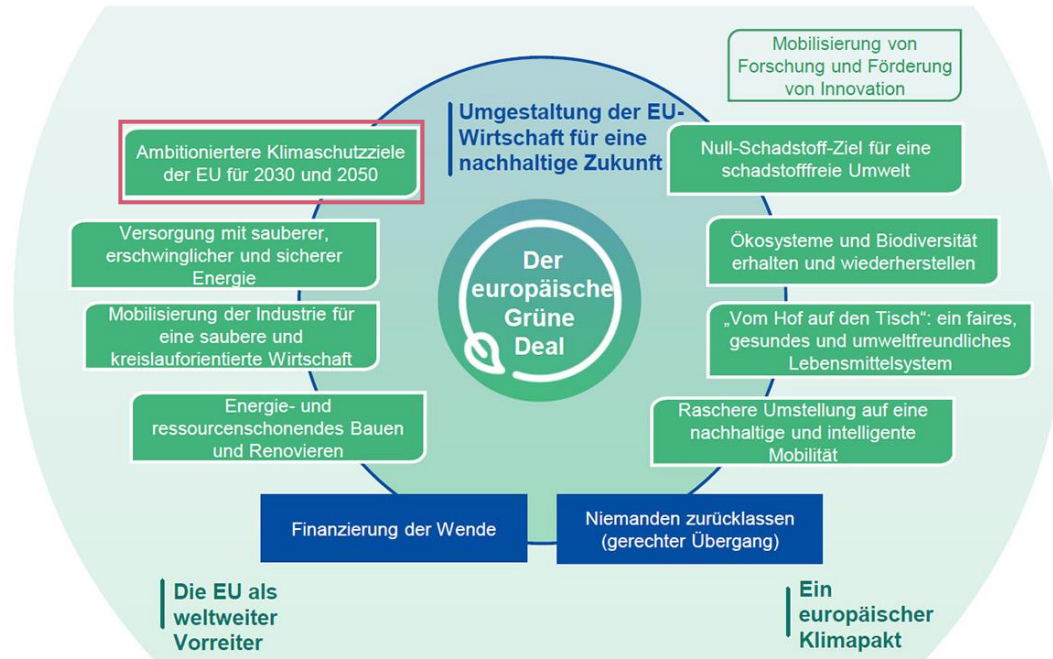 Mobilisierung von
Forschung und Förderung
von Innovation
Umgestaltung der EU-
Wirtschaft für eine
nachhaltige Zukunft
Ambitioniertere Klimaschutzziele
der EU für 2030 und 2050
Null-Schadstoff-Ziel für eine
schadstofffreie Umwelt
Versorgung mit sauberer,
erschwinglicher und sicherer
Energie
Ökosysteme und Biodiversität
erhalten und wiederherstellen
Der
europäische
Grüne
Deal
Mobilisierung der Industrie für
eine saubere und
kreislauforientierte Wirtschaft
„Vom Hof auf den Tisch“: ein faires,
gesundes und umweltfreundliches
Lebensmittelsystem
Energie- und
ressourcenschonendes Bauen
und Renovieren
Raschere Umstellung auf eine
nachhaltige und intelligente
Mobilität
Finanzierung der Wende
Niemanden zurücklassen
(gerechter Übergang)
Die EU als
weltweiter
Vorreiter
Ein
europäischer
Klimapakt